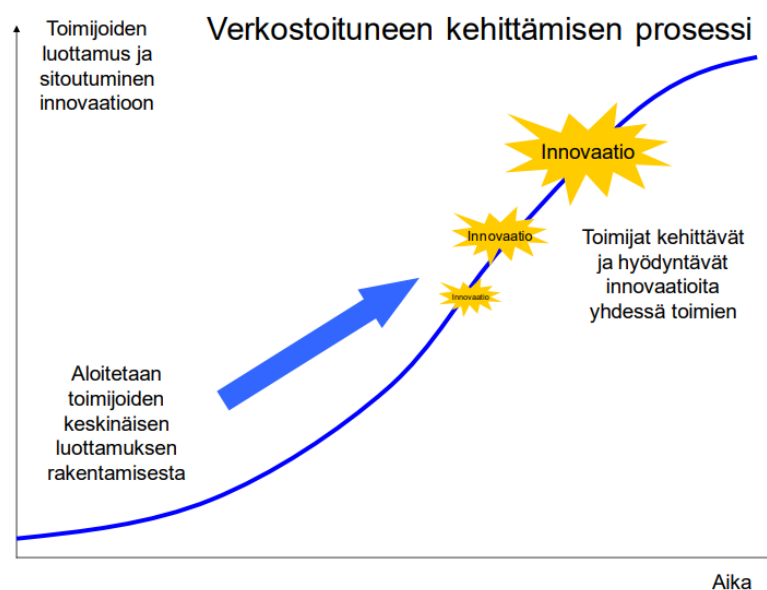 Verkostoituneen kehittämisen prosessi
Toimijoiden
luottamus ja
sitoutuminen
innovaatioon
Innovaatio
Innovaatio
Innovaatio
Toimijat kehittävät
ja hyödyntävät
innovaatioita
yhdessä toimien
Aloitetaan
toimijoiden
keskinäisen
luottamuksen
rakentamisesta
Aika